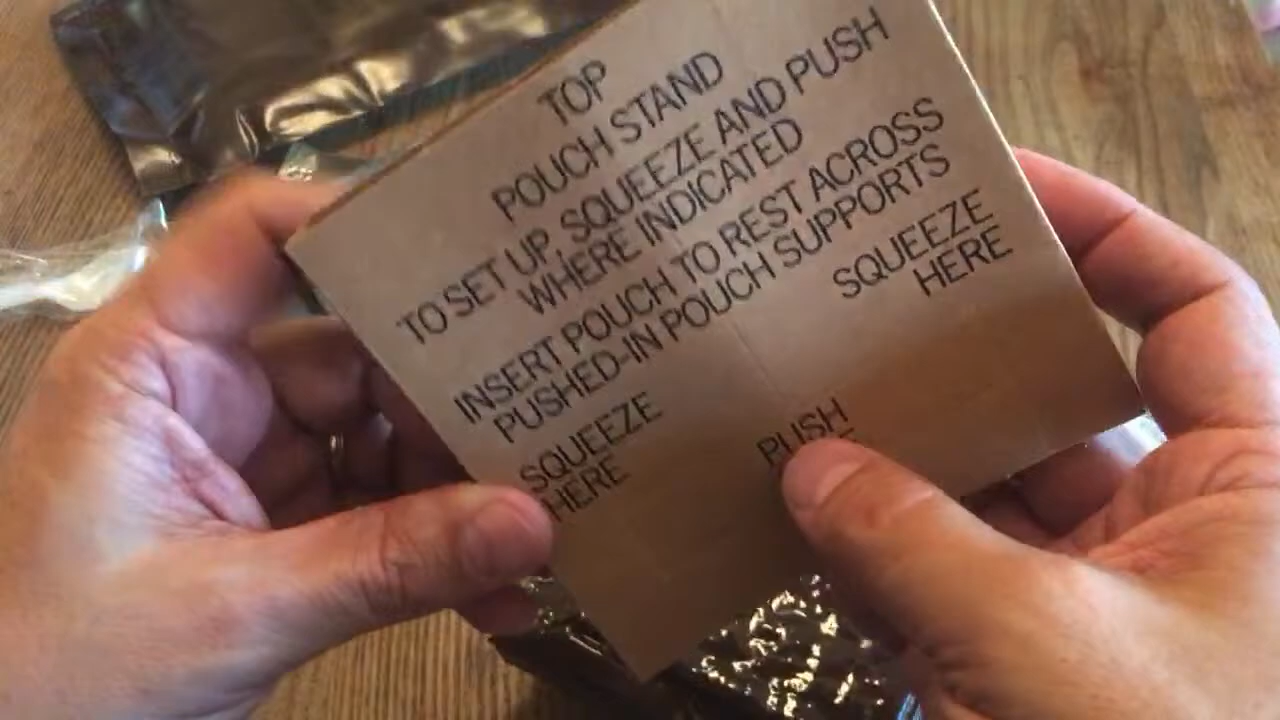 TOP
POUCH STAND
TO SET UP, SQUEEZE AND PUSH
WHERE INDICATED
INSERT POUCH TO REST ACROSS
PUSHED-IN POUCH SUPPORTS
SQUEEZE
HERE
SQUEEZE
HERE
PUSH